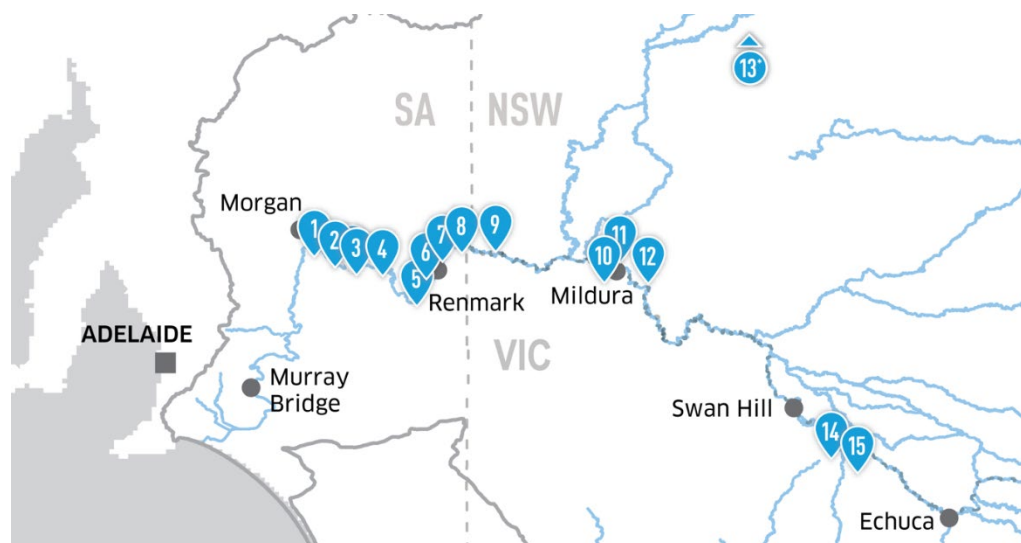 13*
SA
NSW
Morgan
1
2
3
4
5
6
7
8
9
10
11
12
Renmark
Mildura
ADELAIDE
VIC
Murray
Bridge
Swan Hill
14
15
Echuca